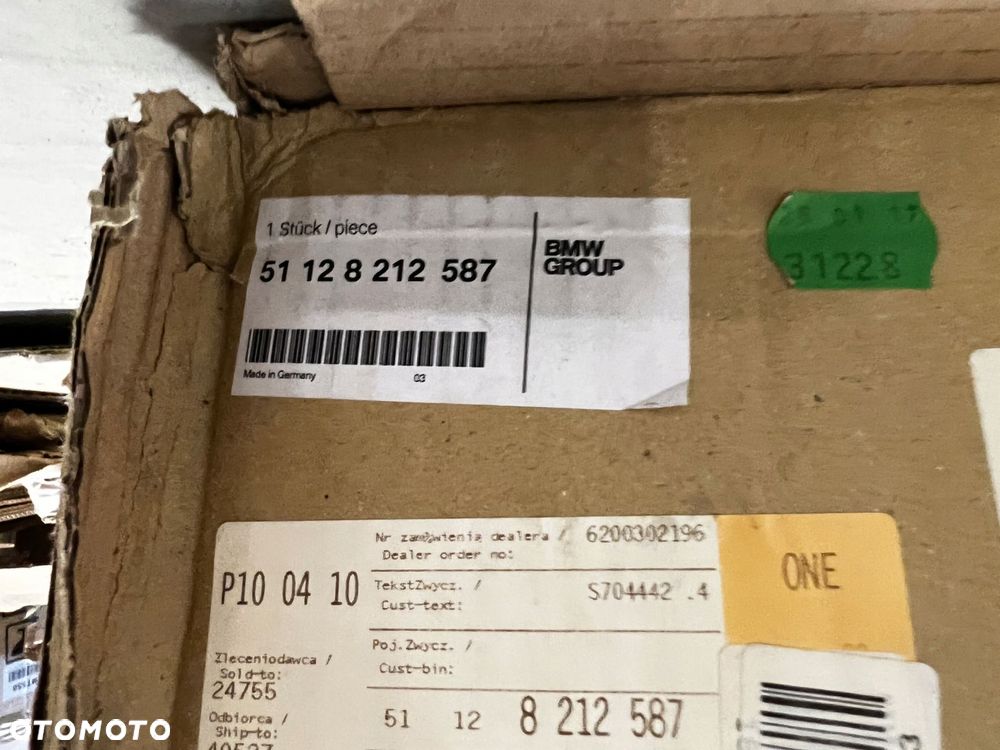 1 Stück / piece
51 12 8 212 587
BMW
GROUP
Made in Germany
03
31228
Nr zamówienia dealera /
Dealer order no:
6200302196
ONE
P10 04 10
TekstZwycz. /
Cust-text:
S704442 .4
Poj.Zwycz. /
Cust-bin:
Zleceniodawca /
Sold-to:
24755
51 12 8 212 587
Odbiorca /
Ship-to:
OTOMOTO